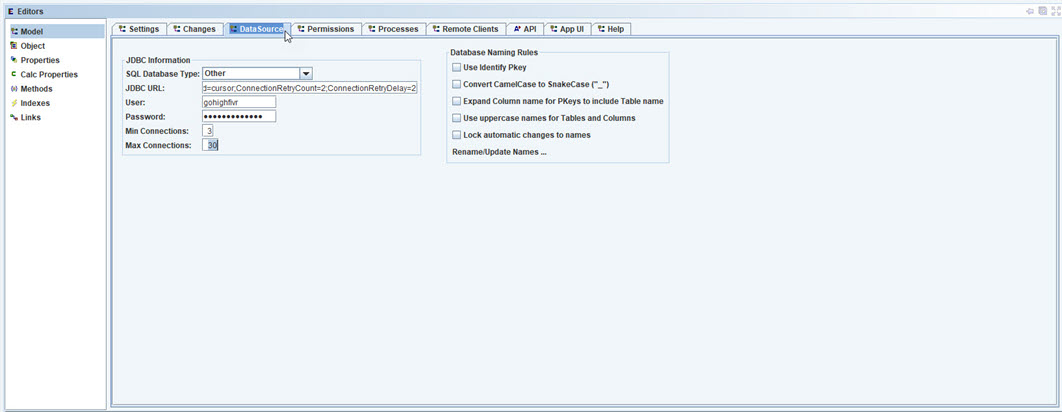 Editors
Model
Object
Properties
Calc Properties
Methods
Indexes
Links
Settings
Changes
DataSource
Permissions
Processes
Remote Clients
API
App UI
Help
JDBC Information
SQL Database Type: Other
JDBC URL: d=cursor;ConnectionRetryCount=2;ConnectionRetryDelay=2
User: gohighfivr
Password: •••••••••••••
Min Connections: 3
Max Connections: 30
Database Naming Rules
Use Identify Pkey
Convert CamelCase to SnakeCase ("_")
Expand Column name for PKeys to include Table name
Use uppercase names for Tables and Columns
Lock automatic changes to names
Rename/Update Names ...